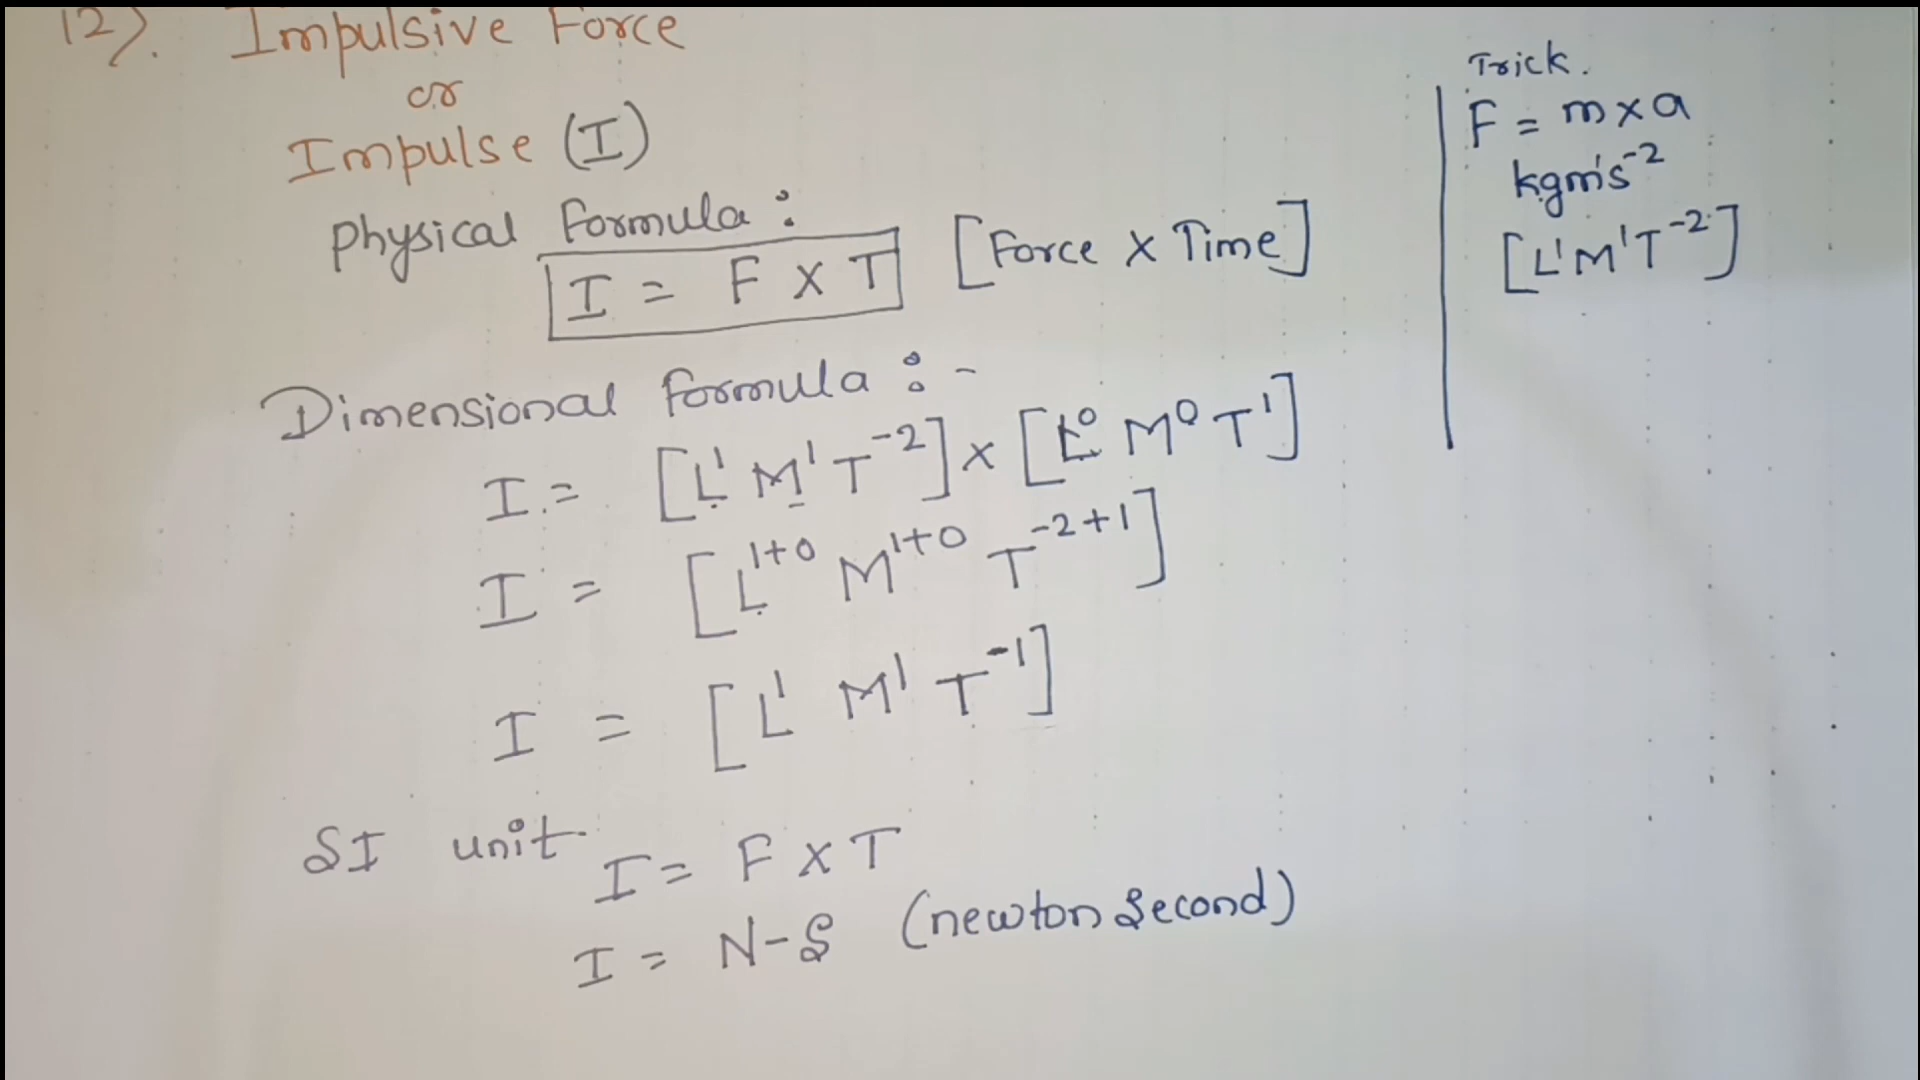 12). Impulsive Force
or
Impulse (I)
Physical Formula :
I = F X T [Force X Time]
Dimensional formula : -
I = [L¹ M¹ T⁻²] x [L⁰ M⁰ T¹]
I = [L¹⁺⁰ M¹⁺⁰ T⁻²⁺¹]
I = [L¹ M¹ T⁻¹]
SI unit
I = F X T
I = N-S (newton Second)
Trick.
F = m x a
kgm¹s⁻²
[L¹M¹T⁻²]